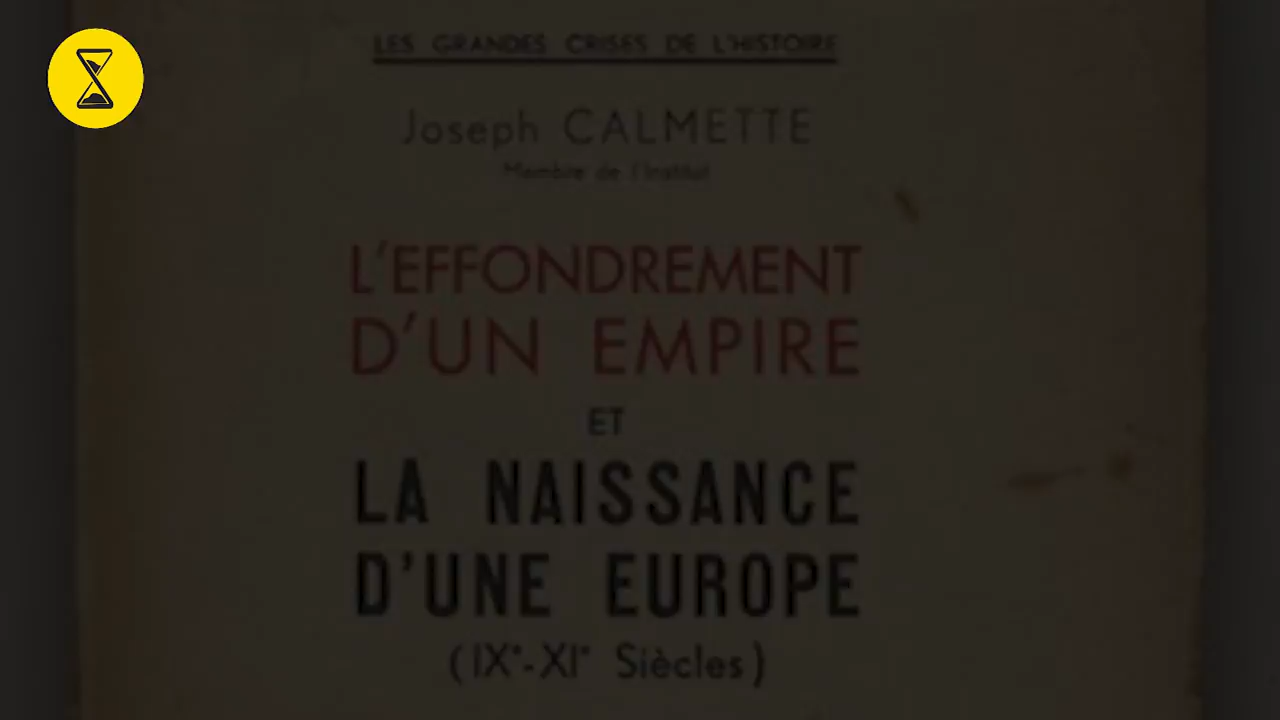 LES GRANDES CRISES DE L'HISTOIRE
Joseph CALMETTE
Membre de l'Institut
L'EFFONDREMENT
D'UN EMPIRE
ET
LA NAISSANCE
D'UNE EUROPE
(IXe-XIe Siècles)